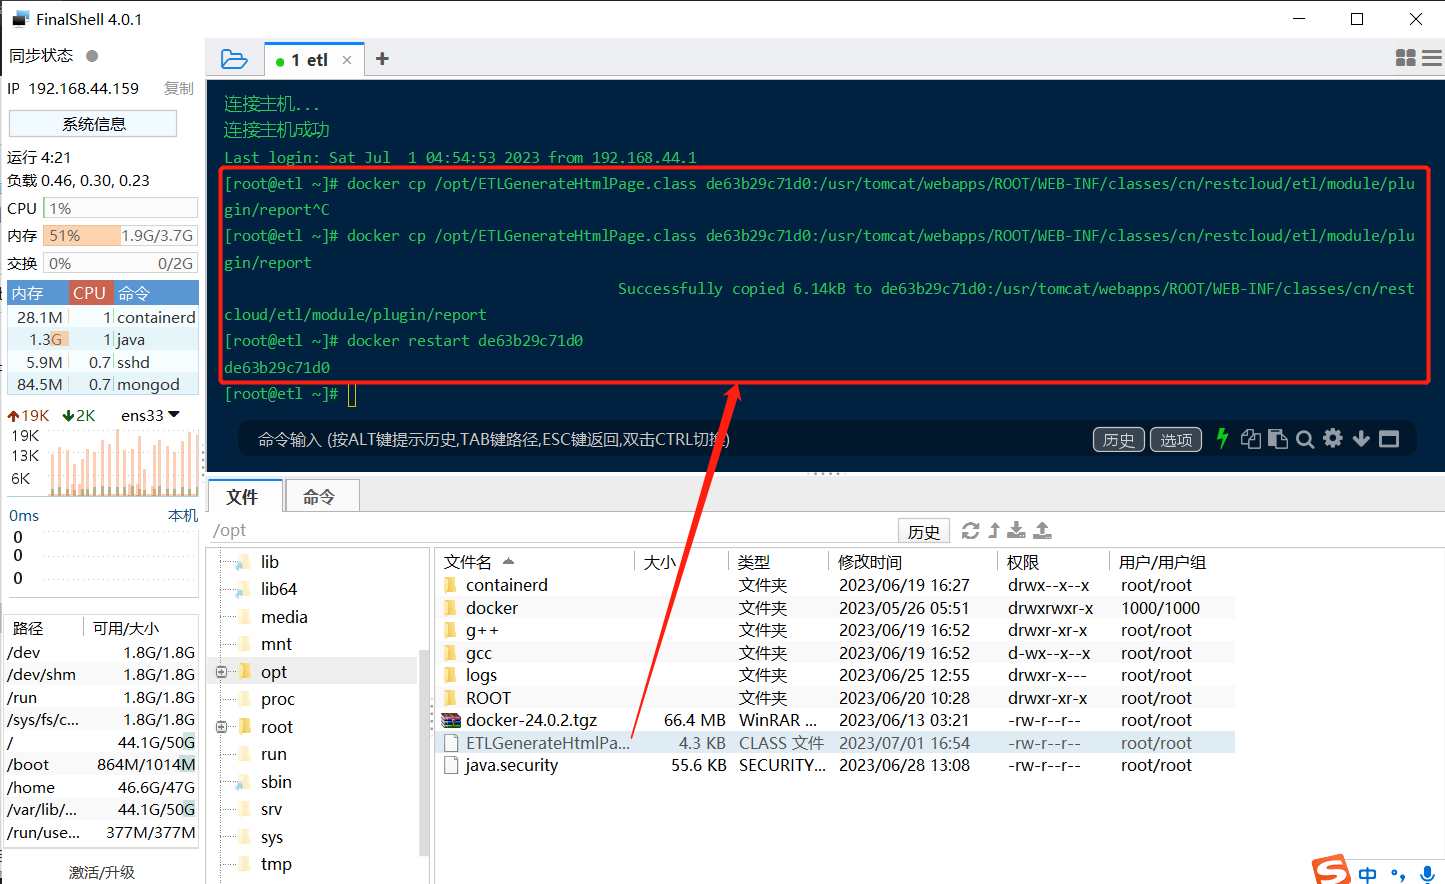 FinalShell 4.0.1
同步状态
IP 192.168.44.159 复制
系统信息
运行 4:21
负载 0.46, 0.30, 0.23
CPU 1%
内存 51% 1.9G/3.7G
交换 0% 0/2G
内存 CPU 命令
28.1M 1 containerd
1.3G 1 java
5.9M 0.7 sshd
84.5M 0.7 mongod
19K 2K ens33
19K
13K
6K
0ms 本机
0
0
0
路径 可用/大小
/dev 1.8G/1.8G
/dev/shm 1.8G/1.8G
/run 1.8G/1.8G
/sys/fs/c... 1.8G/1.8G
/ 44.1G/50G
/boot 864M/1014M
/home 46.6G/47G
/var/lib/... 44.1G/50G
/run/use... 377M/377M
激活/升级
1 etl
连接主机...
连接主机成功
Last login: Sat Jul  1 04:54:53 2023 from 192.168.44.1
[root@etl ~]# docker cp /opt/ETLGenerateHtmlPage.class de63b29c71d0:/usr/tomcat/webapps/ROOT/WEB-INF/classes/cn/restcloud/etl/module/plu
gin/report^C
[root@etl ~]# docker cp /opt/ETLGenerateHtmlPage.class de63b29c71d0:/usr/tomcat/webapps/ROOT/WEB-INF/classes/cn/restcloud/etl/module/plu
gin/report
Successfully copied 6.14kB to de63b29c71d0:/usr/tomcat/webapps/ROOT/WEB-INF/classes/cn/rest
cloud/etl/module/plugin/report
[root@etl ~]# docker restart de63b29c71d0
de63b29c71d0
[root@etl ~]#
命令输入 (按ALT键提示历史,TAB键路径,ESC键返回,双击CTRL切换) 历史 选项
文件 命令
/opt 历史
lib
lib64
media
mnt
opt
proc
root
run
sbin
srv
sys
tmp
文件名 大小 类型 修改时间 权限 用户/用户组
containerd 文件夹 2023/06/19 16:27 drwx--x--x root/root
docker 文件夹 2023/05/26 05:51 drwxrwxr-x 1000/1000
g++ 文件夹 2023/06/19 16:52 drwxr-xr-x root/root
gcc 文件夹 2023/06/19 16:52 d-wx--x--x root/root
logs 文件夹 2023/06/25 12:55 drwxr-x--- root/root
ROOT 文件夹 2023/06/20 10:28 drwxr-xr-x root/root
docker-24.0.2.tgz 66.4 MB WinRAR ... 2023/06/13 03:21 -rw-r--r-- root/root
ETLGenerateHtmlPa... 4.3 KB CLASS 文件 2023/07/01 16:54 -rw-r--r-- root/root
java.security 55.6 KB SECURITY... 2023/06/28 13:08 -rw-r--r-- root/root
中